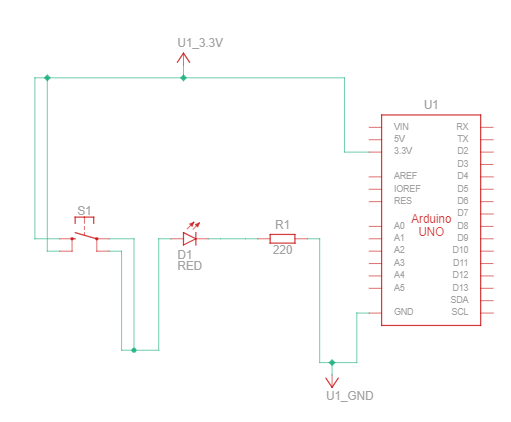 U1_3.3V
U1
VIN RX
5V TX
3.3V D2
D3
AREF D4
IOREF D5
RES D6
D7
Arduino
UNO
A0 D8
A1 D9
A2 D10
A3 D11
A4 D12
A5 D13
SDA
GND SCL
S1
D1
RED
R1
220
U1_GND